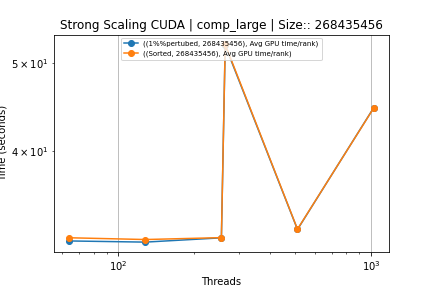 Strong Scaling CUDA | comp_large | Size:: 268435456
((1%%pertubed, 268435456), Avg GPU time/rank)
((Sorted, 268435456), Avg GPU time/rank)
5 × 10¹
4 × 10¹
Time (seconds)
10² 10³
Threads